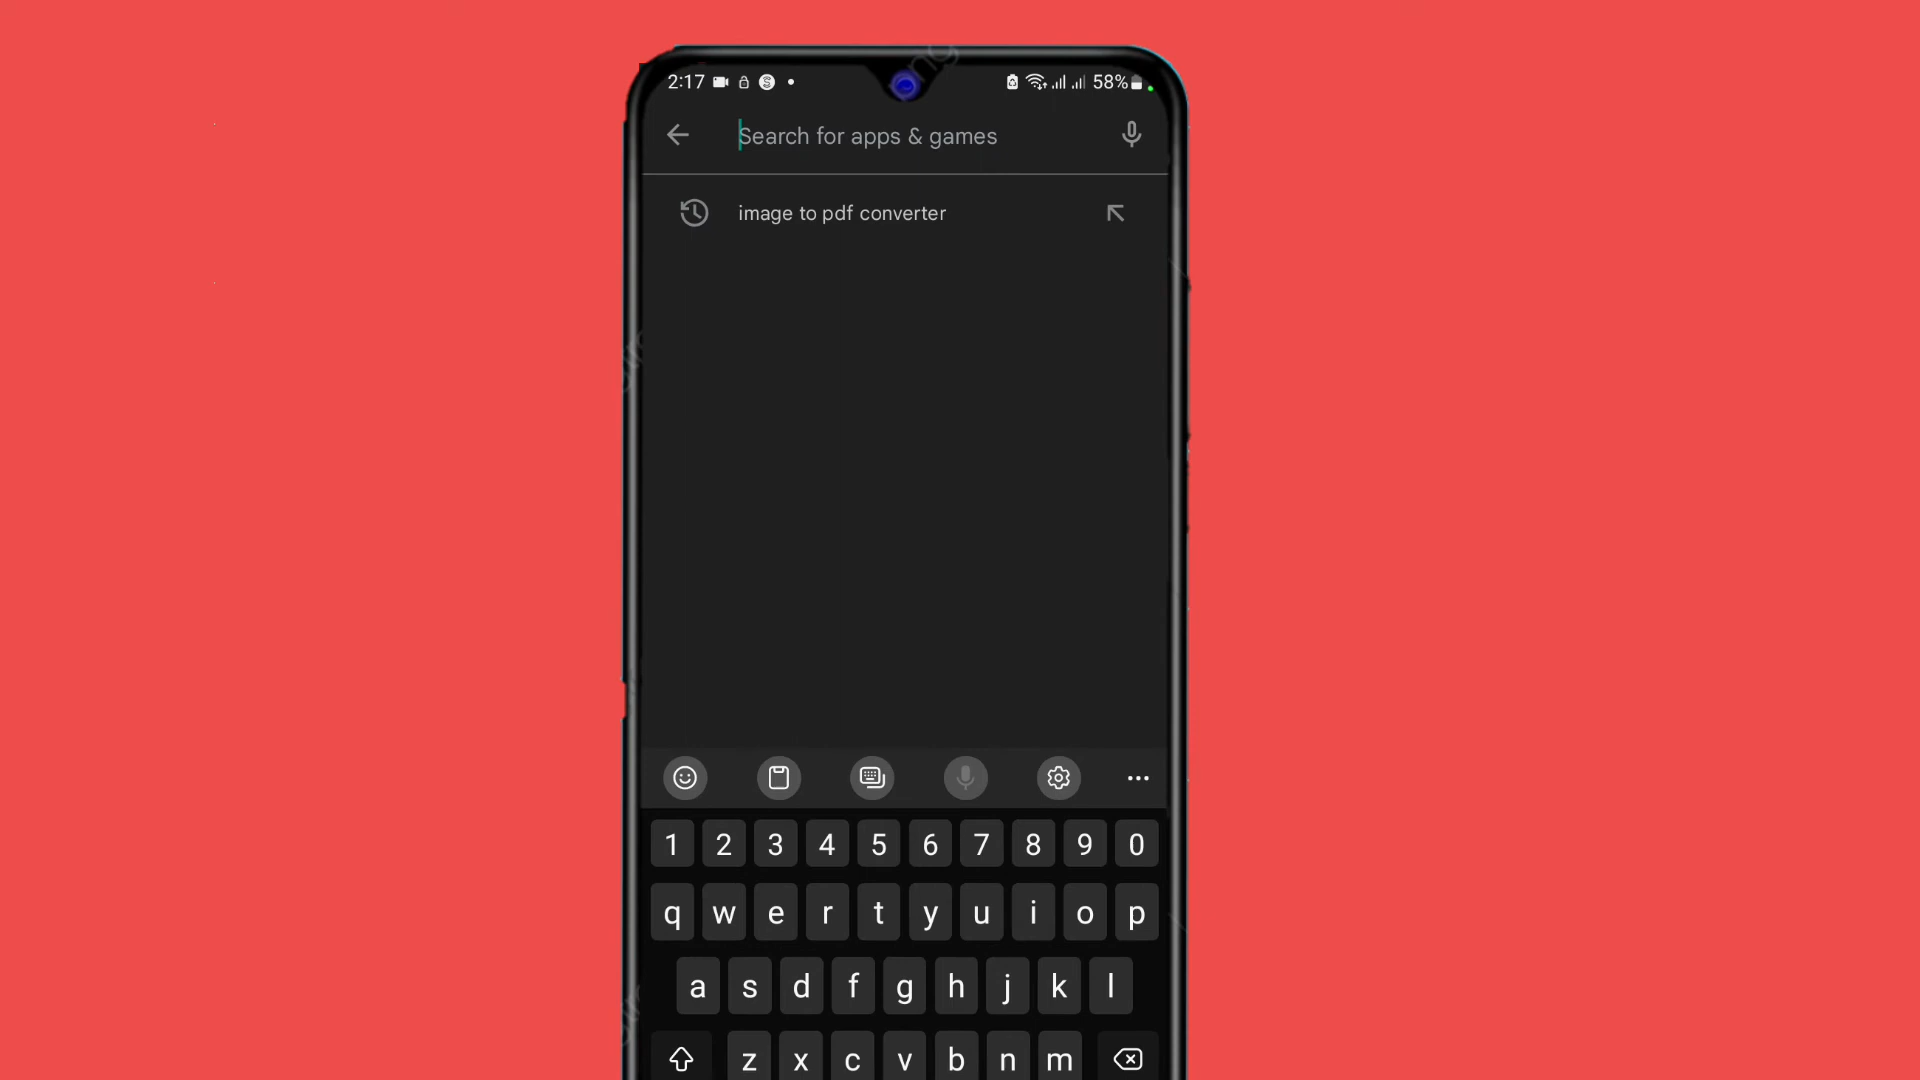 2:17 58%
Search for apps & games
image to pdf converter
1 2 3 4 5 6 7 8 9 0
q w e r t y u i o p
a s d f g h j k l
z x c v b n m